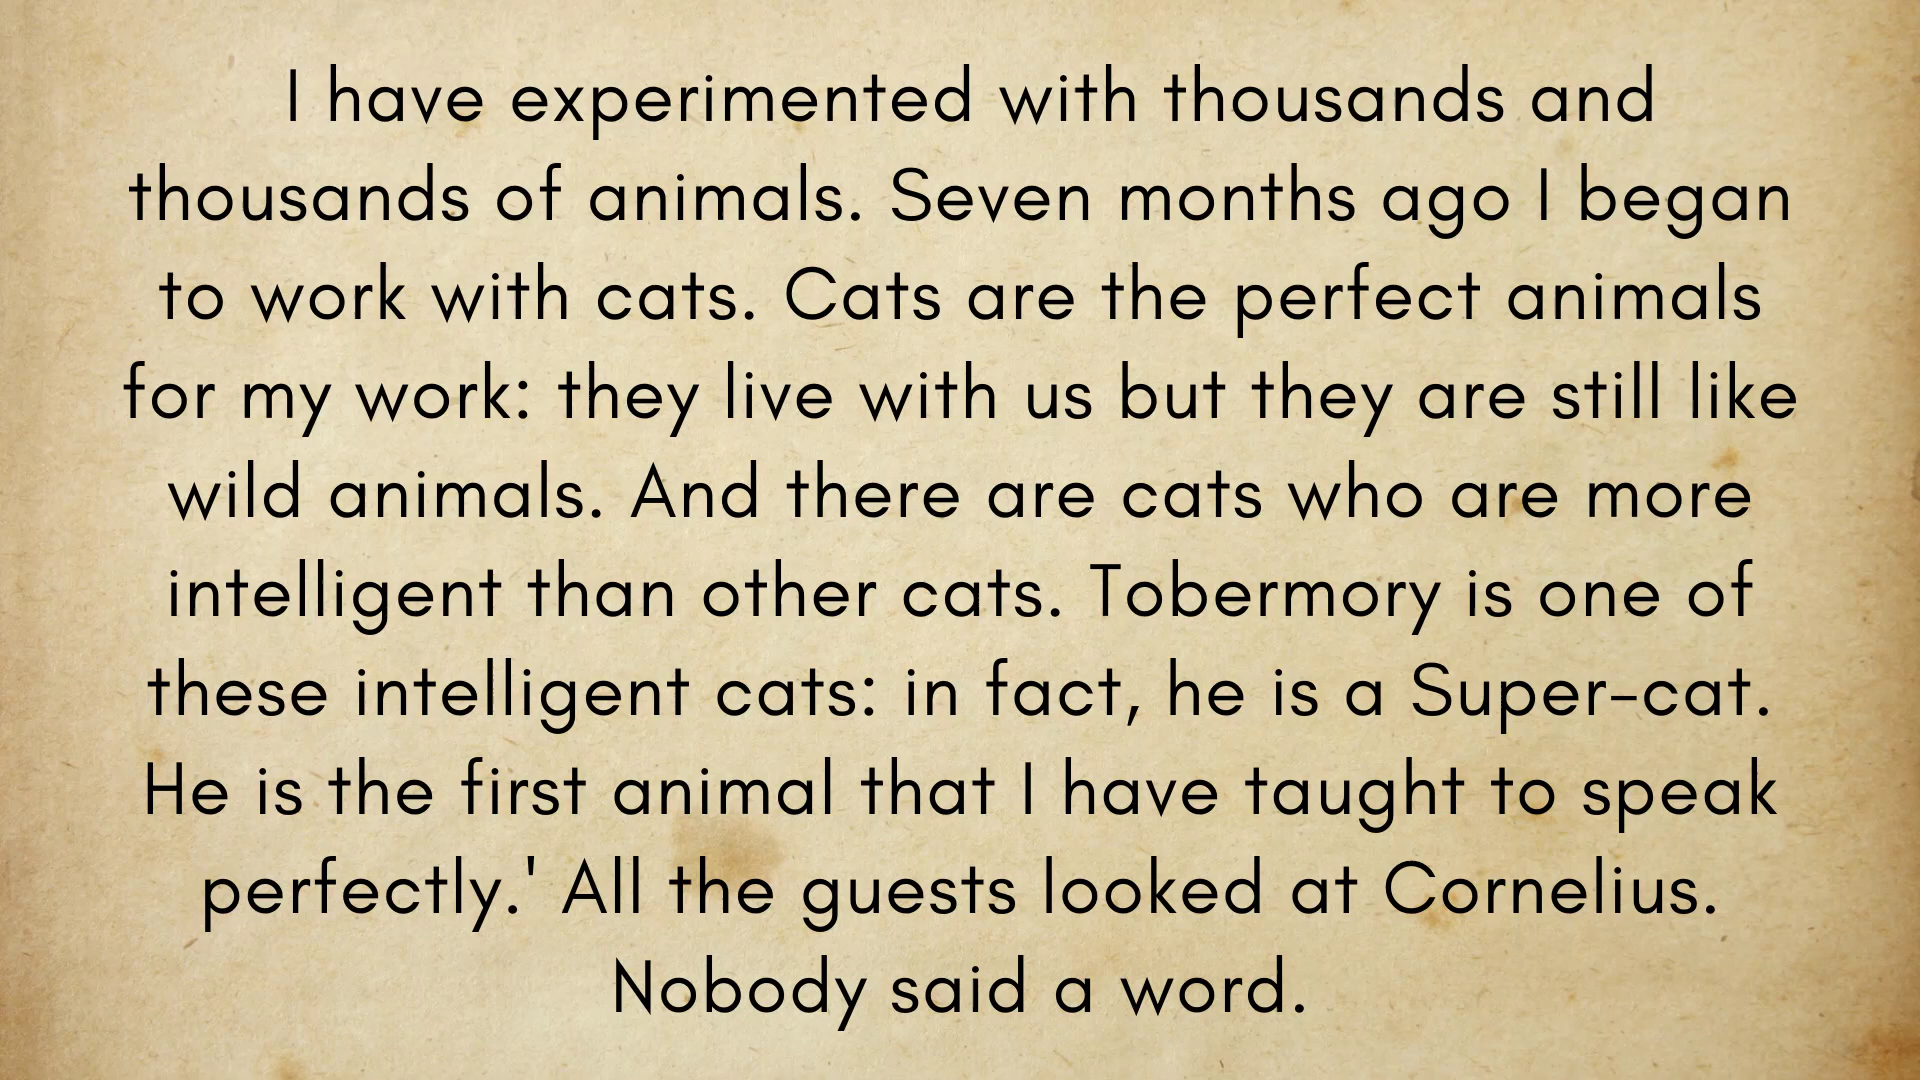 I have experimented with thousands and
thousands of animals. Seven months ago I began
to work with cats. Cats are the perfect animals
for my work: they live with us but they are still like
wild animals. And there are cats who are more
intelligent than other cats. Tobermory is one of
these intelligent cats: in fact, he is a Super-cat.
He is the first animal that I have taught to speak
perfectly.' All the guests looked at Cornelius.
Nobody said a word.